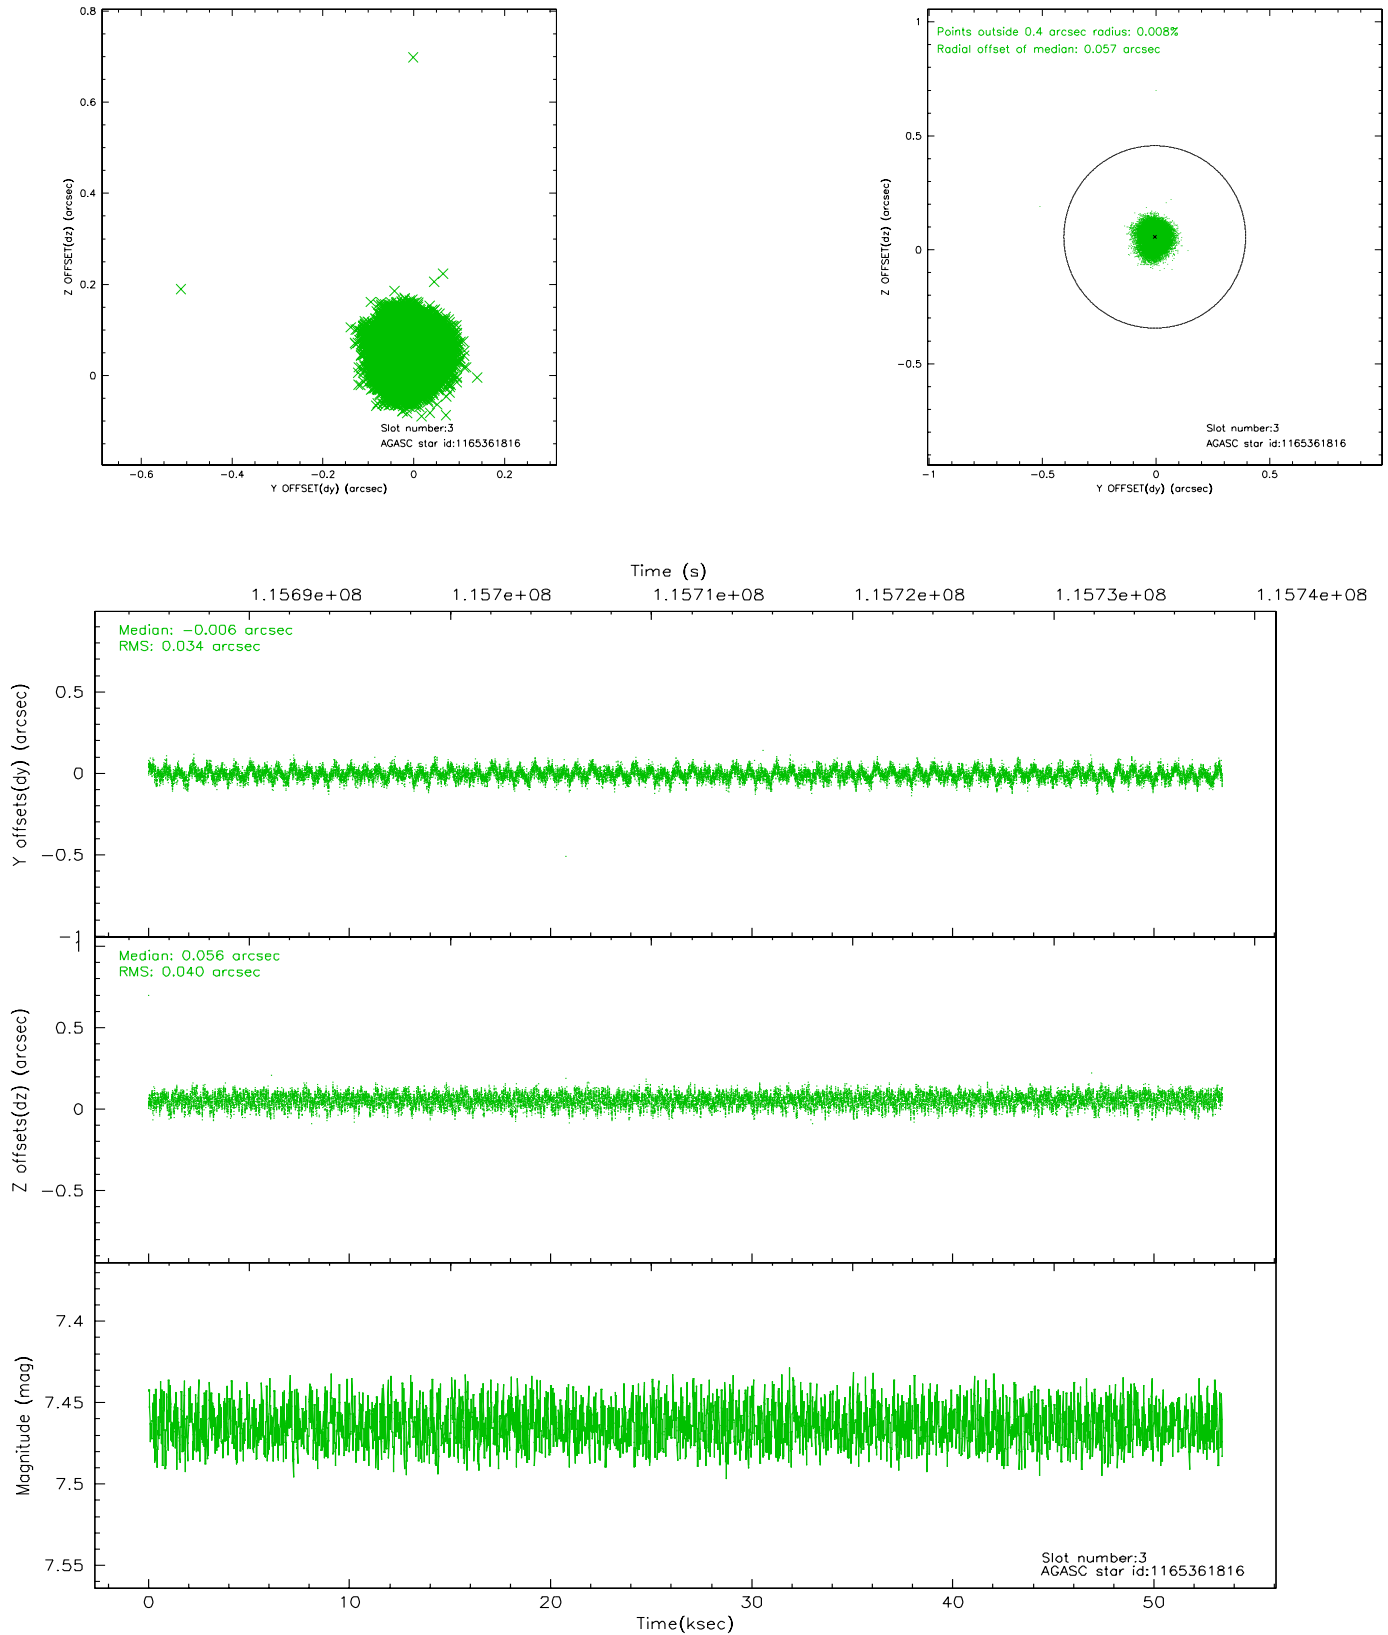 0.8
0.6
0.4
0.2
0
-0.6
-0.4
-0.2
0
0.2
Z OFFSET(dz) (arcsec)
Y OFFSET(dy) (arcsec)
Slot number:3
AGASC star id:1165361816
Points outside 0.4 arcsec radius: 0.008%
Radial offset of median: 0.057 arcsec
1
0.5
0
-0.5
-1
-0.5
0
0.5
Z OFFSET(dz) (arcsec)
Y OFFSET(dy) (arcsec)
Slot number:3
AGASC star id:1165361816
Time (s)
1.1569e+08 1.157e+08 1.1571e+08 1.1572e+08 1.1573e+08 1.1574e+08
Median: -0.006 arcsec
RMS: 0.034 arcsec
0.5
0
-0.5
-1
Y offsets(dy) (arcsec)
Median: 0.056 arcsec
RMS: 0.040 arcsec
1
0.5
0
-0.5
Z offsets(dz) (arcsec)
7.4
7.45
7.5
7.55
Magnitude (mag)
Slot number:3
AGASC star id:1165361816
0 10 20 30 40 50
Time(ksec)